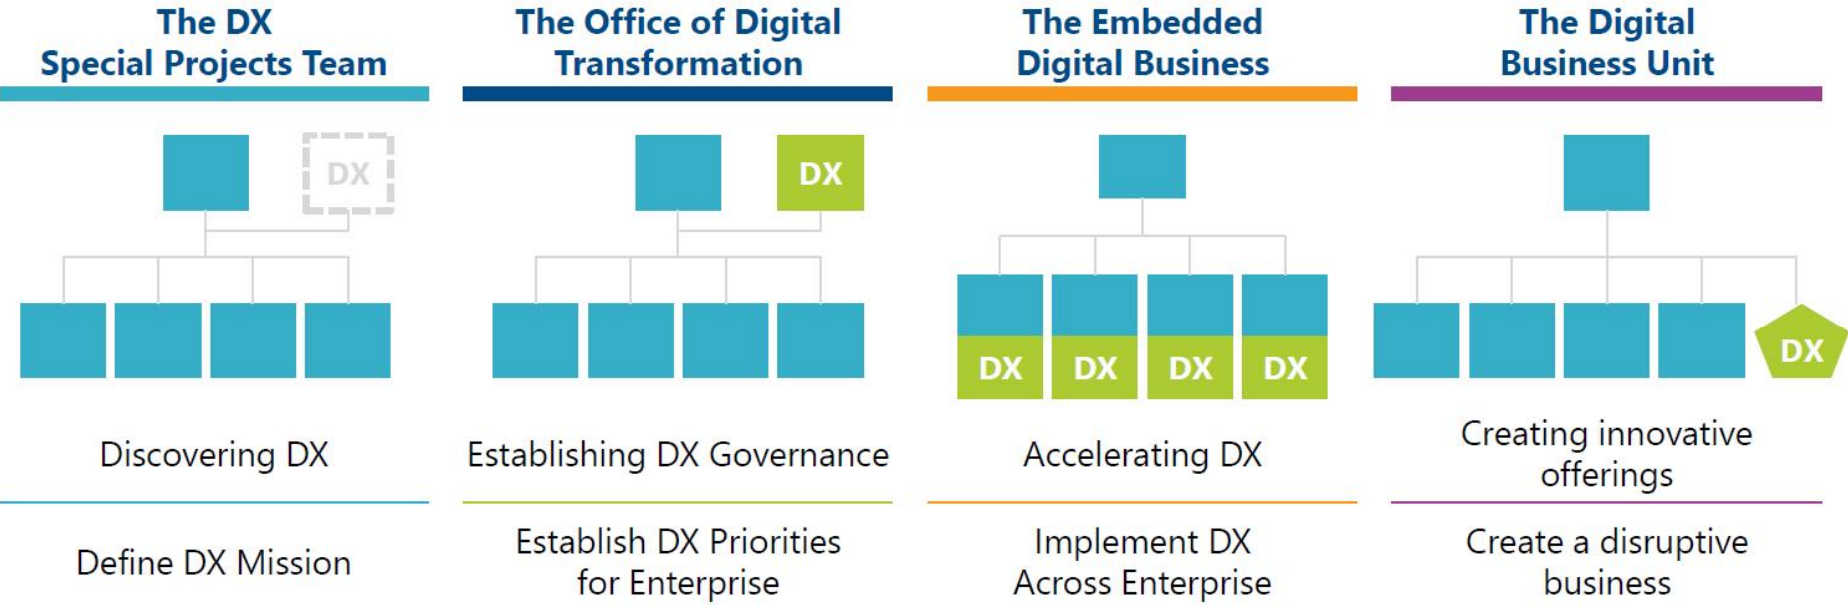 The DX
Special Projects Team
DX
Discovering DX
Define DX Mission
The Office of Digital
Transformation
DX
Establishing DX Governance
Establish DX Priorities
for Enterprise
The Embedded
Digital Business
DX
DX
DX
DX
Accelerating DX
Implement DX
Across Enterprise
The Digital
Business Unit
DX
Creating innovative
offerings
Create a disruptive
business